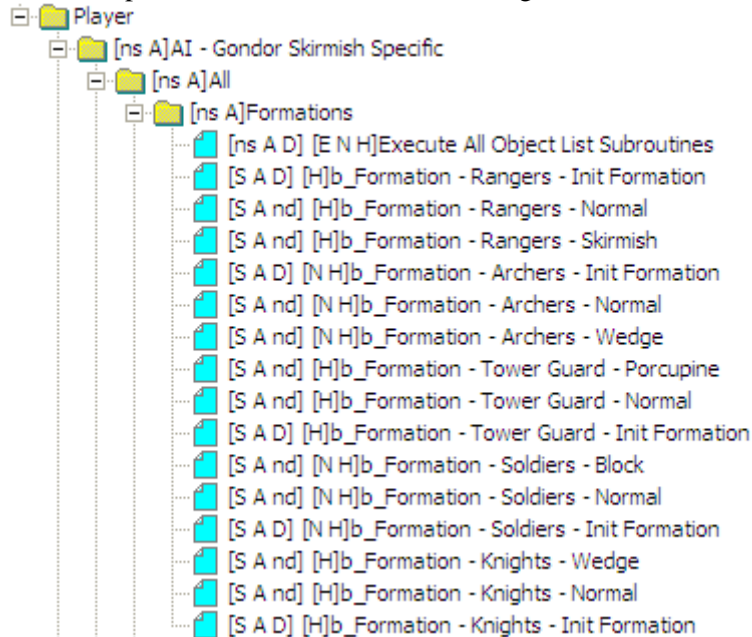 Player
[ns A]AI - Gondor Skirmish Specific
[ns A]All
[ns A]Formations
[ns A D] [E N H]Execute All Object List Subroutines
[S A D] [H]b_Formation - Rangers - Init Formation
[S A nd] [H]b_Formation - Rangers - Normal
[S A nd] [H]b_Formation - Rangers - Skirmish
[S A D] [N H]b_Formation - Archers - Init Formation
[S A nd] [N H]b_Formation - Archers - Normal
[S A nd] [N H]b_Formation - Archers - Wedge
[S A nd] [H]b_Formation - Tower Guard - Porcupine
[S A nd] [H]b_Formation - Tower Guard - Normal
[S A D] [H]b_Formation - Tower Guard - Init Formation
[S A nd] [N H]b_Formation - Soldiers - Block
[S A nd] [N H]b_Formation - Soldiers - Normal
[S A D] [N H]b_Formation - Soldiers - Init Formation
[S A nd] [H]b_Formation - Knights - Wedge
[S A nd] [H]b_Formation - Knights - Normal
[S A D] [H]b_Formation - Knights - Init Formation